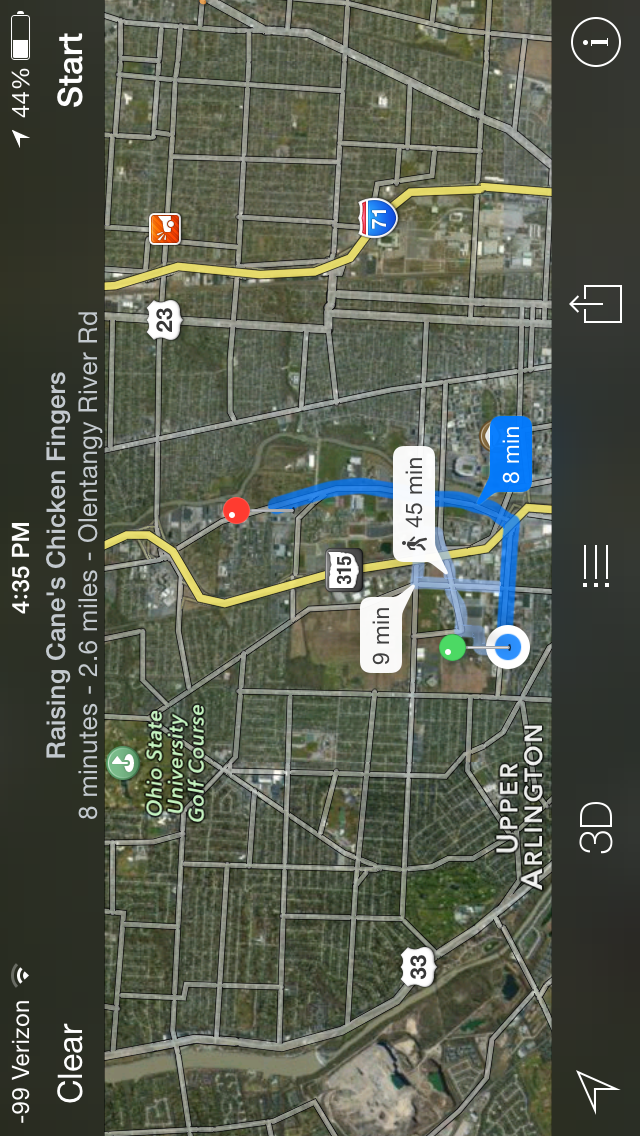 -99 Verizon 4:35 PM 44%
Clear Raising Cane's Chicken Fingers Start
8 minutes - 2.6 miles - Olentangy River Rd
Ohio State
University
Golf Course
23
315
71
9 min
45 min
8 min
33
UPPER
ARLINGTON
3D
i